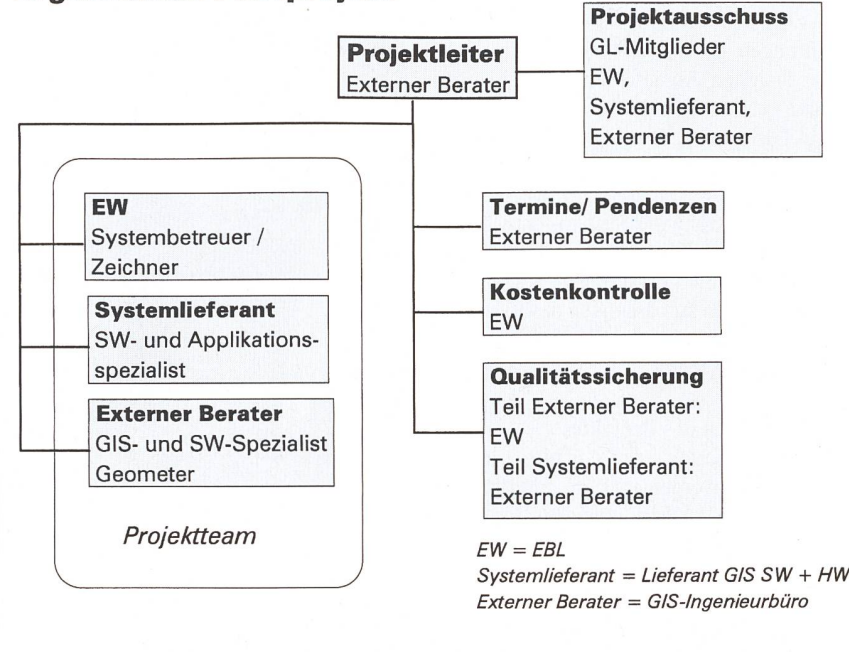 Projektausschuss
GL-Mitglieder
EW,
Systemlieferant,
Externer Berater
Projektleiter
Externer Berater
EW
Systembetreuer /
Zeichner
Systemlieferant
SW- und Applikations-
spezialist
Externer Berater
GIS- und SW-Spezialist
Geometer
Projektteam
Termine/ Pendenzen
Externer Berater
Kostenkontrolle
EW
Qualitätssicherung
Teil Externer Berater:
EW
Teil Systemlieferant:
Externer Berater
EW = EBL
Systemlieferant = Lieferant GIS SW + HW
Externer Berater = GIS-Ingenieurbüro